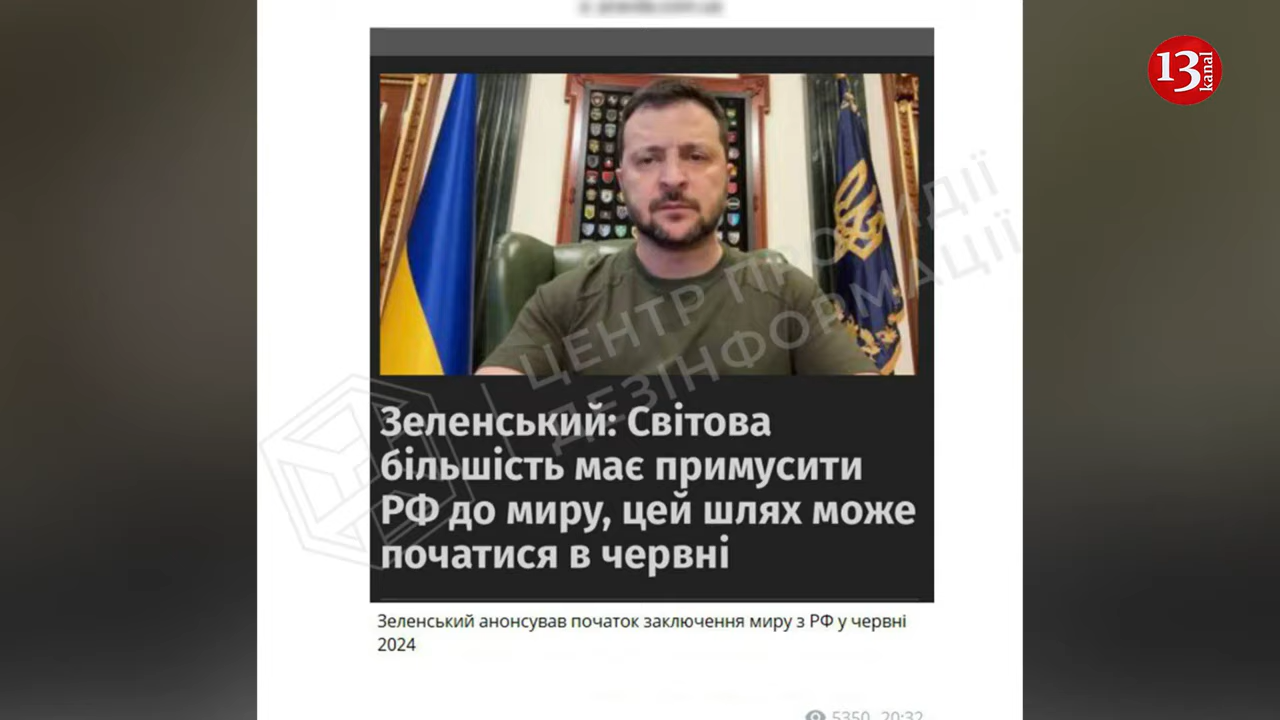 13
kanal
ЦЕНТР ПРОТИДІЇ
ДЕЗІНФОРМАЦІЇ
Зеленський: Світова
більшість має примусити
РФ до миру, цей шлях може
початися в червні
Зеленський анонсував початок заключення миру з РФ у червні
2024
5350 20:32